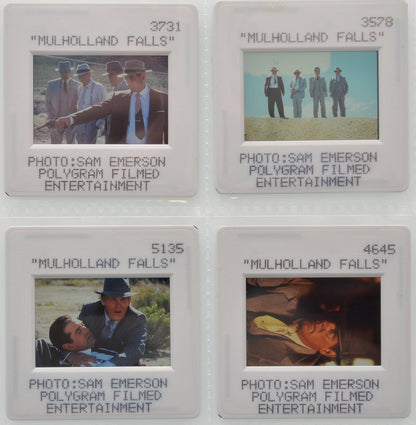 3731
"MULHOLLAND FALLS"
PHOTO:SAM EMERSON
POLYGRAM FILMED
ENTERTAINMENT
3578
"MULHOLLAND FALLS"
PHOTO:SAM EMERSON
POLYGRAM FILMED
ENTERTAINMENT
5135
"MULHOLLAND FALLS"
PHOTO:SAM EMERSON
POLYGRAM FILMED
ENTERTAINMENT
4645
"MULHOLLAND FALLS"
PHOTO:SAM EMERSON
POLYGRAM FILMED
ENTERTAINMENT